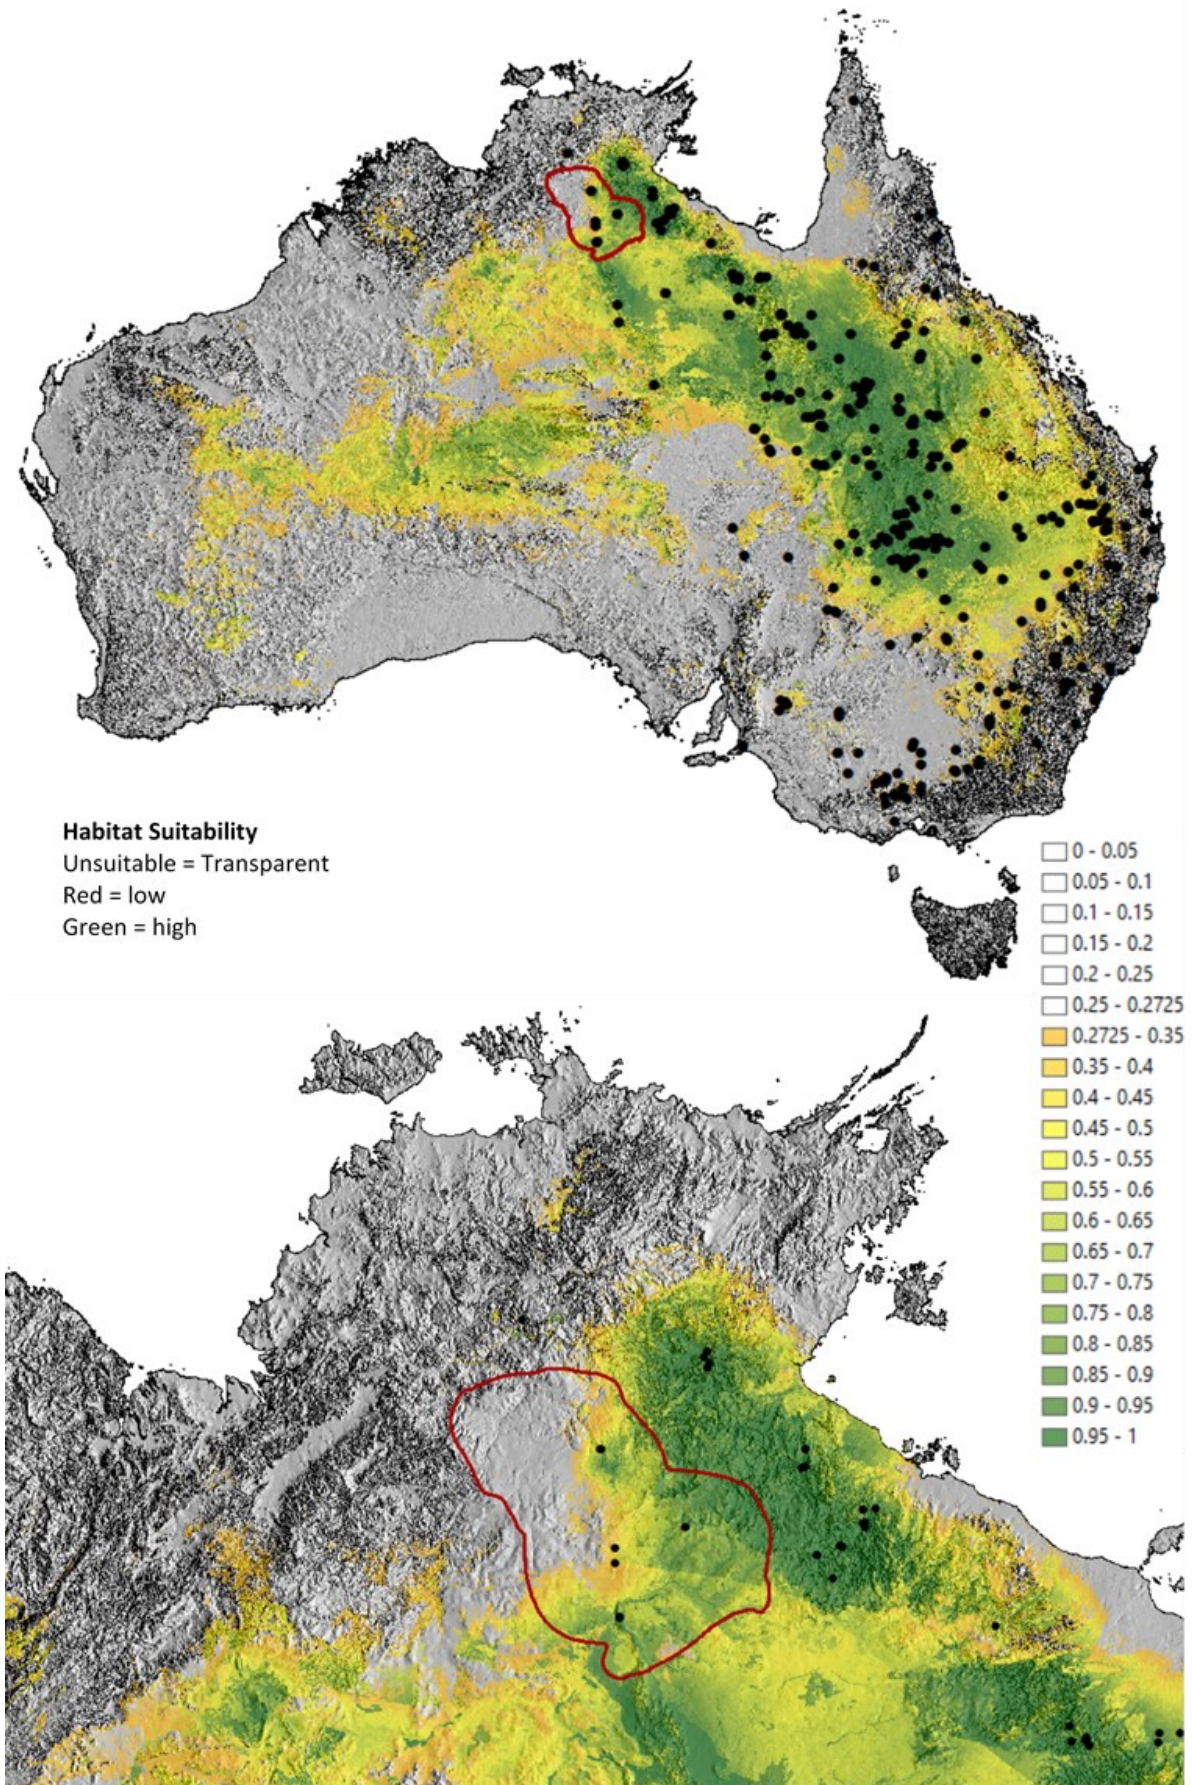 Habitat Suitability
Unsuitable = Transparent
Red = low
Green = high
0 - 0.05
0.05 - 0.1
0.1 - 0.15
0.15 - 0.2
0.2 - 0.25
0.25 - 0.2725
0.2725 - 0.35
0.35 - 0.4
0.4 - 0.45
0.45 - 0.5
0.5 - 0.55
0.55 - 0.6
0.6 - 0.65
0.65 - 0.7
0.7 - 0.75
0.75 - 0.8
0.8 - 0.85
0.85 - 0.9
0.9 - 0.95
0.95 - 1